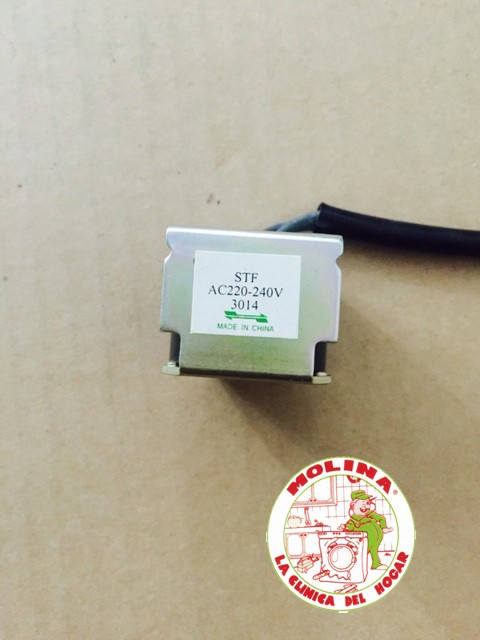 STF
AC220-240V
3014
MADE IN CHINA
MOLINA®
LA CLINICA DEL HOGAR